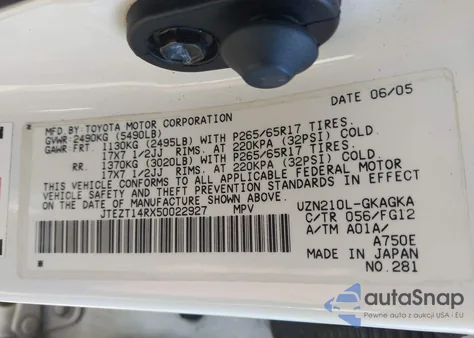 MFD. BY: TOYOTA MOTOR CORPORATION DATE 06/05
GVWR 2490KG (5490LB)
GAWR FRT. 1130KG (2495LB) WITH P265/65R17 TIRES.
17X7 1/2JJ RIMS. AT 220KPA (32PSI) COLD.
RR. 1370KG (3020LB) WITH P265/65R17 TIRES.
17X7 1/2JJ RIMS. AT 220KPA (32PSI) COLD.
THIS VEHICLE CONFORMS TO ALL APPLICABLE FEDERAL MOTOR
VEHICLE SAFETY AND THEFT PREVENTION STANDARDS IN EFFECT
ON THE DATE OF MANUFACTURE SHOWN ABOVE.
JTEZT14RX50022927 MPV
UZN210L-GKAGKA
C/TR 056/FG12
A/TM A01A/
A750E
MADE IN JAPAN
NO.281
autoSnap
Pewne auta z aukcji USA i EU